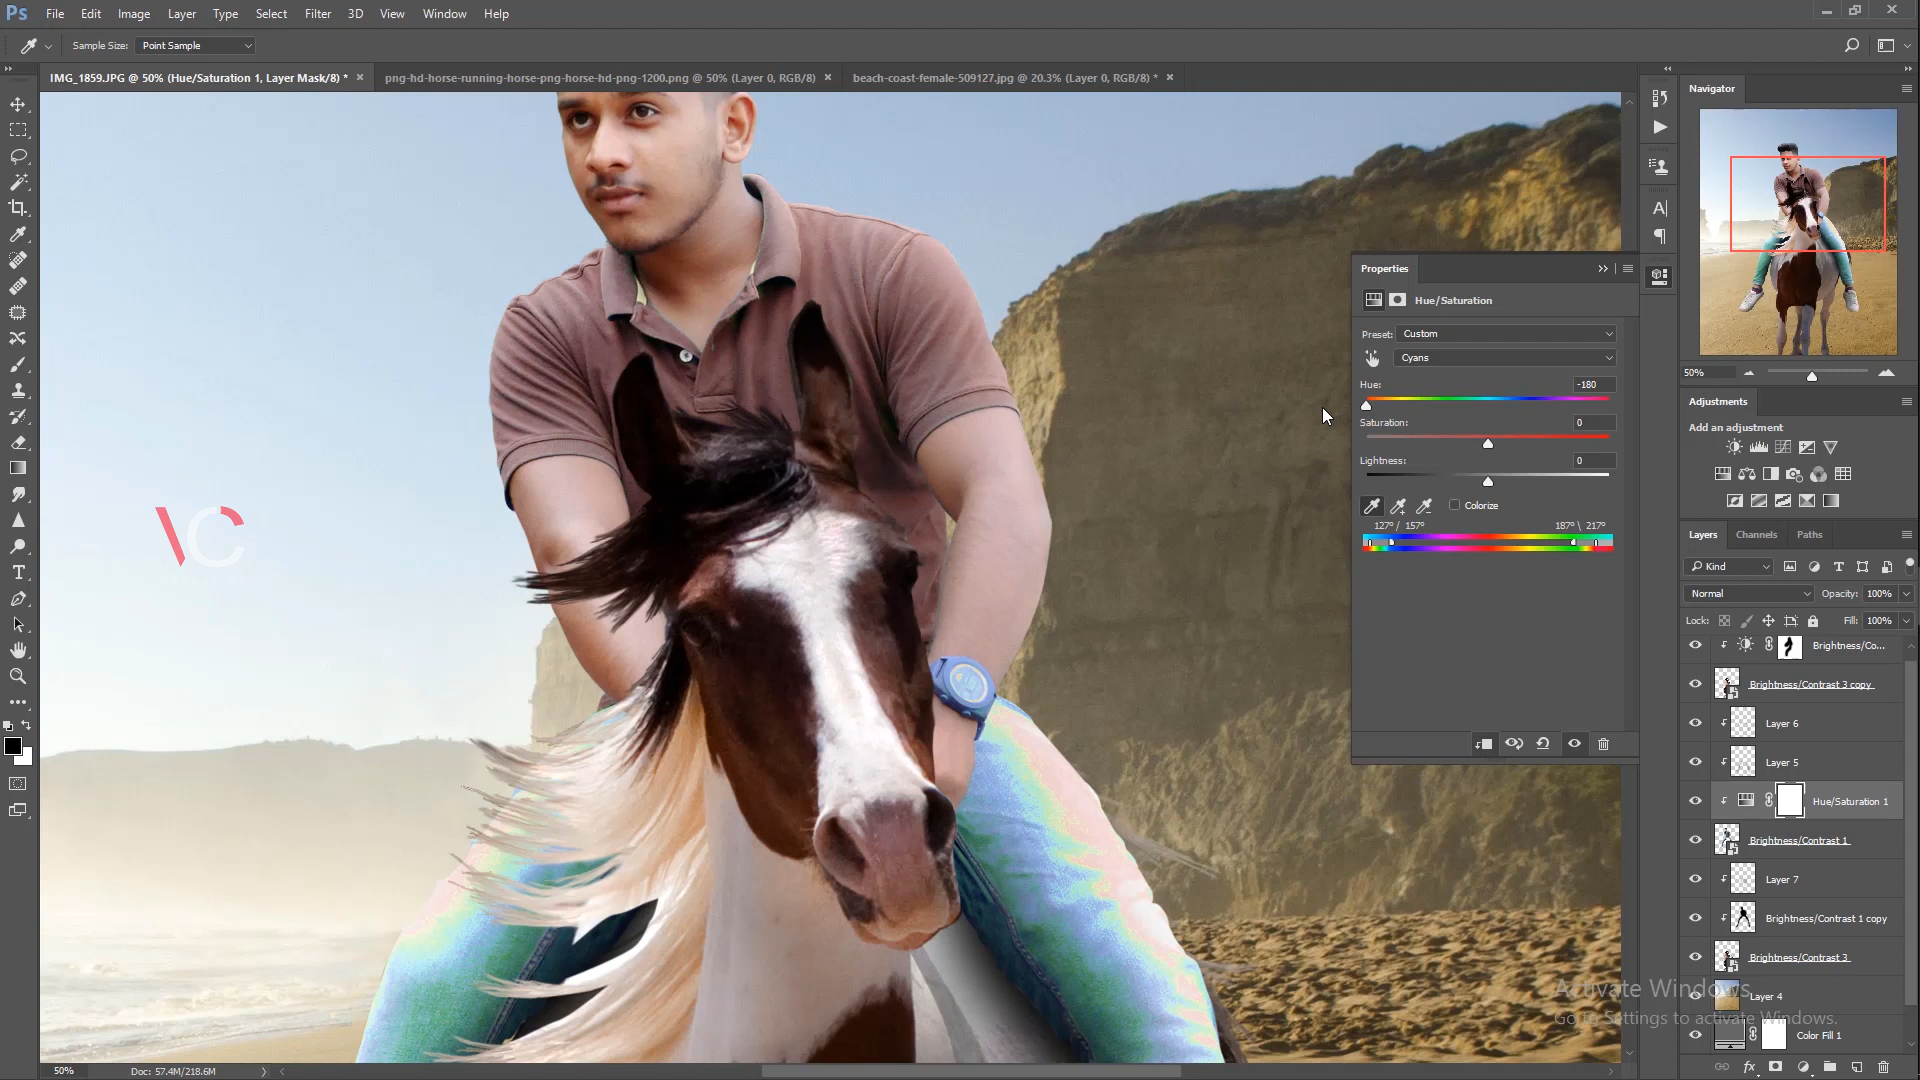 Ps File Edit Image Layer Type Select Filter 3D View Window Help
Sample Size: Point Sample
IMG_1859.JPG @ 50% (Hue/Saturation 1, Layer Mask/8) * × png-hd-horse-running-horse-png-horse-hd-png-1200.png @ 50% (Layer 0, RGB/8) × beach-coast-female-509127.jpg @ 20.3% (Layer 0, RGB/8) * ×
Navigator
50%
Properties
Hue/Saturation
Preset: Custom
Cyans
Hue: -180
Saturation: 0
Lightness: 0
Colorize
127º / 157º 187º \ 217º
Adjustments
Add an adjustment
Layers Channels Paths
Kind
Normal Opacity: 100%
Lock: Fill: 100%
Brightness/Co...
Brightness/Contrast 3 copy
Layer 6
Layer 5
Hue/Saturation 1
Brightness/Contrast 1
Layer 7
Brightness/Contrast 1 copy
Brightness/Contrast 3
Layer 4
Color Fill 1
VC
Activate Windows
Go to Settings to activate Windows.
50% Doc: 57.4M/218.6M